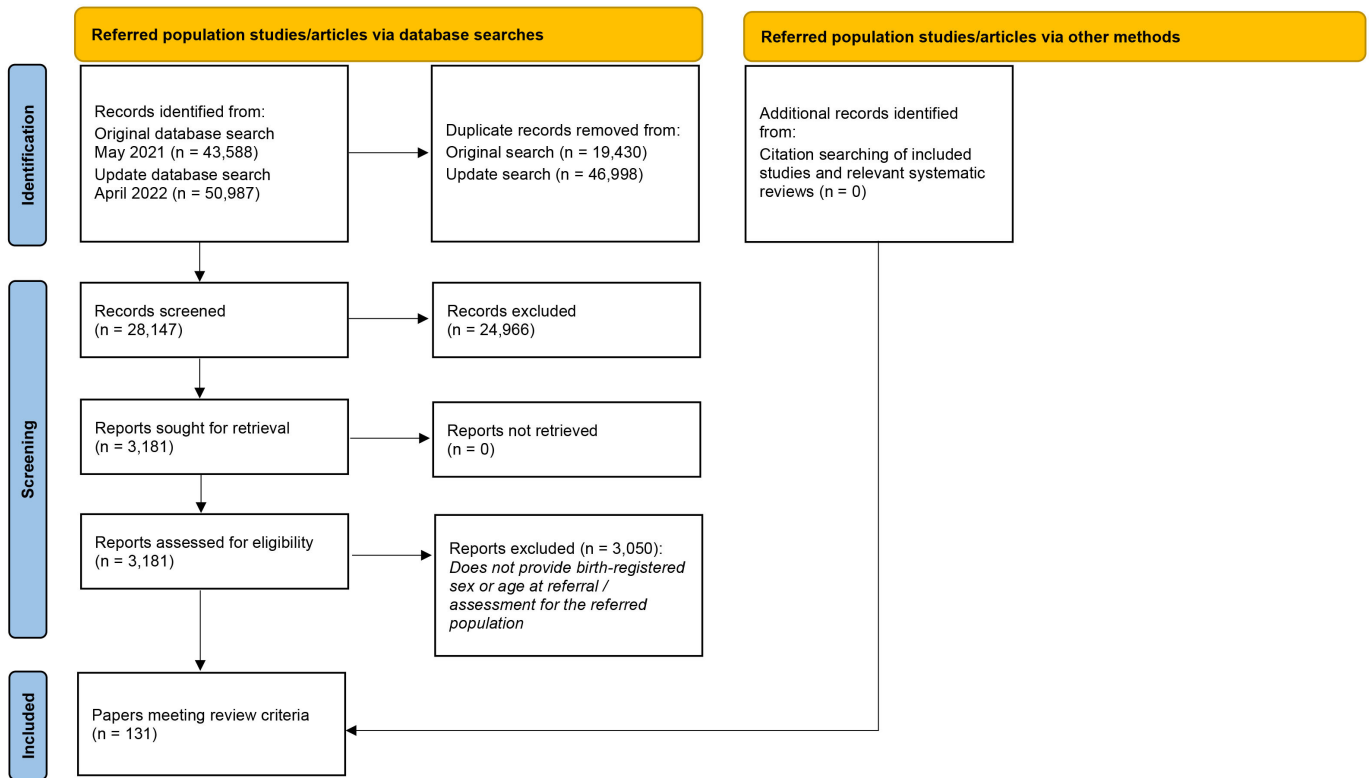 Referred population studies/articles via database searches
Referred population studies/articles via other methods
Identification
Records identified from:
Original database search
May 2021 (n = 43,588)
Update database search
April 2022 (n = 50,987)
Duplicate records removed from:
Original search (n = 19,430)
Update search (n = 46,998)
Additional records identified
from:
Citation searching of included
studies and relevant systematic
reviews (n = 0)
Screening
Records screened
(n = 28,147)
Records excluded
(n = 24,966)
Reports sought for retrieval
(n = 3,181)
Reports not retrieved
(n = 0)
Reports assessed for eligibility
(n = 3,181)
Reports excluded (n = 3,050):
Does not provide birth-registered
sex or age at referral /
assessment for the referred
population
Included
Papers meeting review criteria
(n = 131)